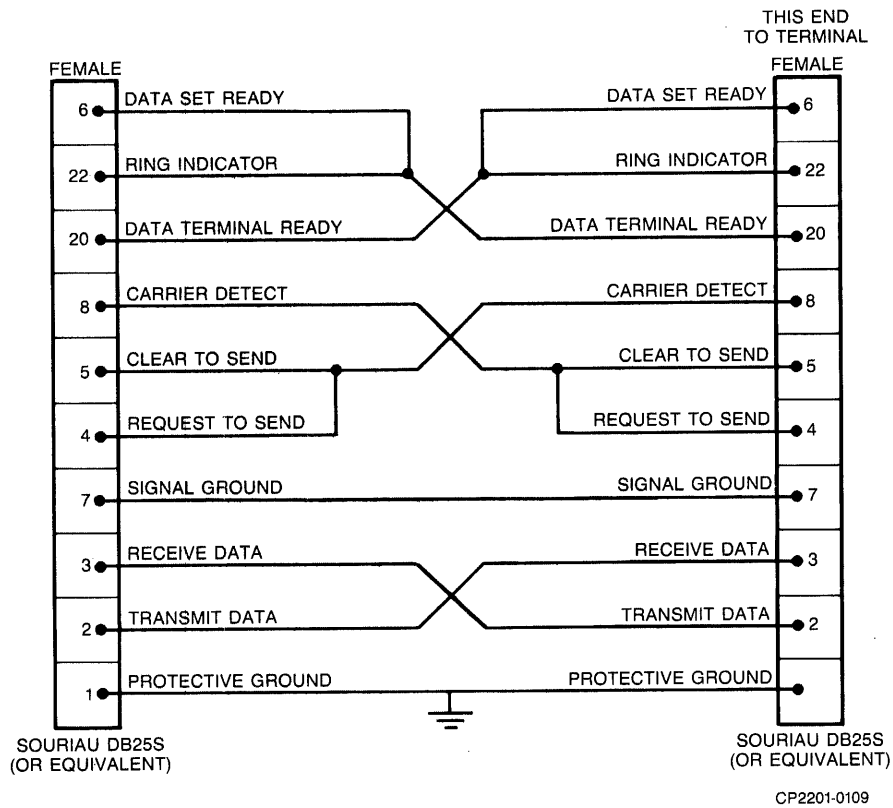 THIS END
TO TERMINAL
FEMALE
FEMALE
6 DATA SET READY
DATA SET READY 6
22 RING INDICATOR
RING INDICATOR 22
20 DATA TERMINAL READY
DATA TERMINAL READY 20
8 CARRIER DETECT
CARRIER DETECT 8
5 CLEAR TO SEND
CLEAR TO SEND 5
4 REQUEST TO SEND
REQUEST TO SEND 4
7 SIGNAL GROUND
SIGNAL GROUND 7
3 RECEIVE DATA
RECEIVE DATA 3
2 TRANSMIT DATA
TRANSMIT DATA 2
1 PROTECTIVE GROUND
PROTECTIVE GROUND
SOURIAU DB25S
(OR EQUIVALENT)
SOURIAU DB25S
(OR EQUIVALENT)
CP2201-0109